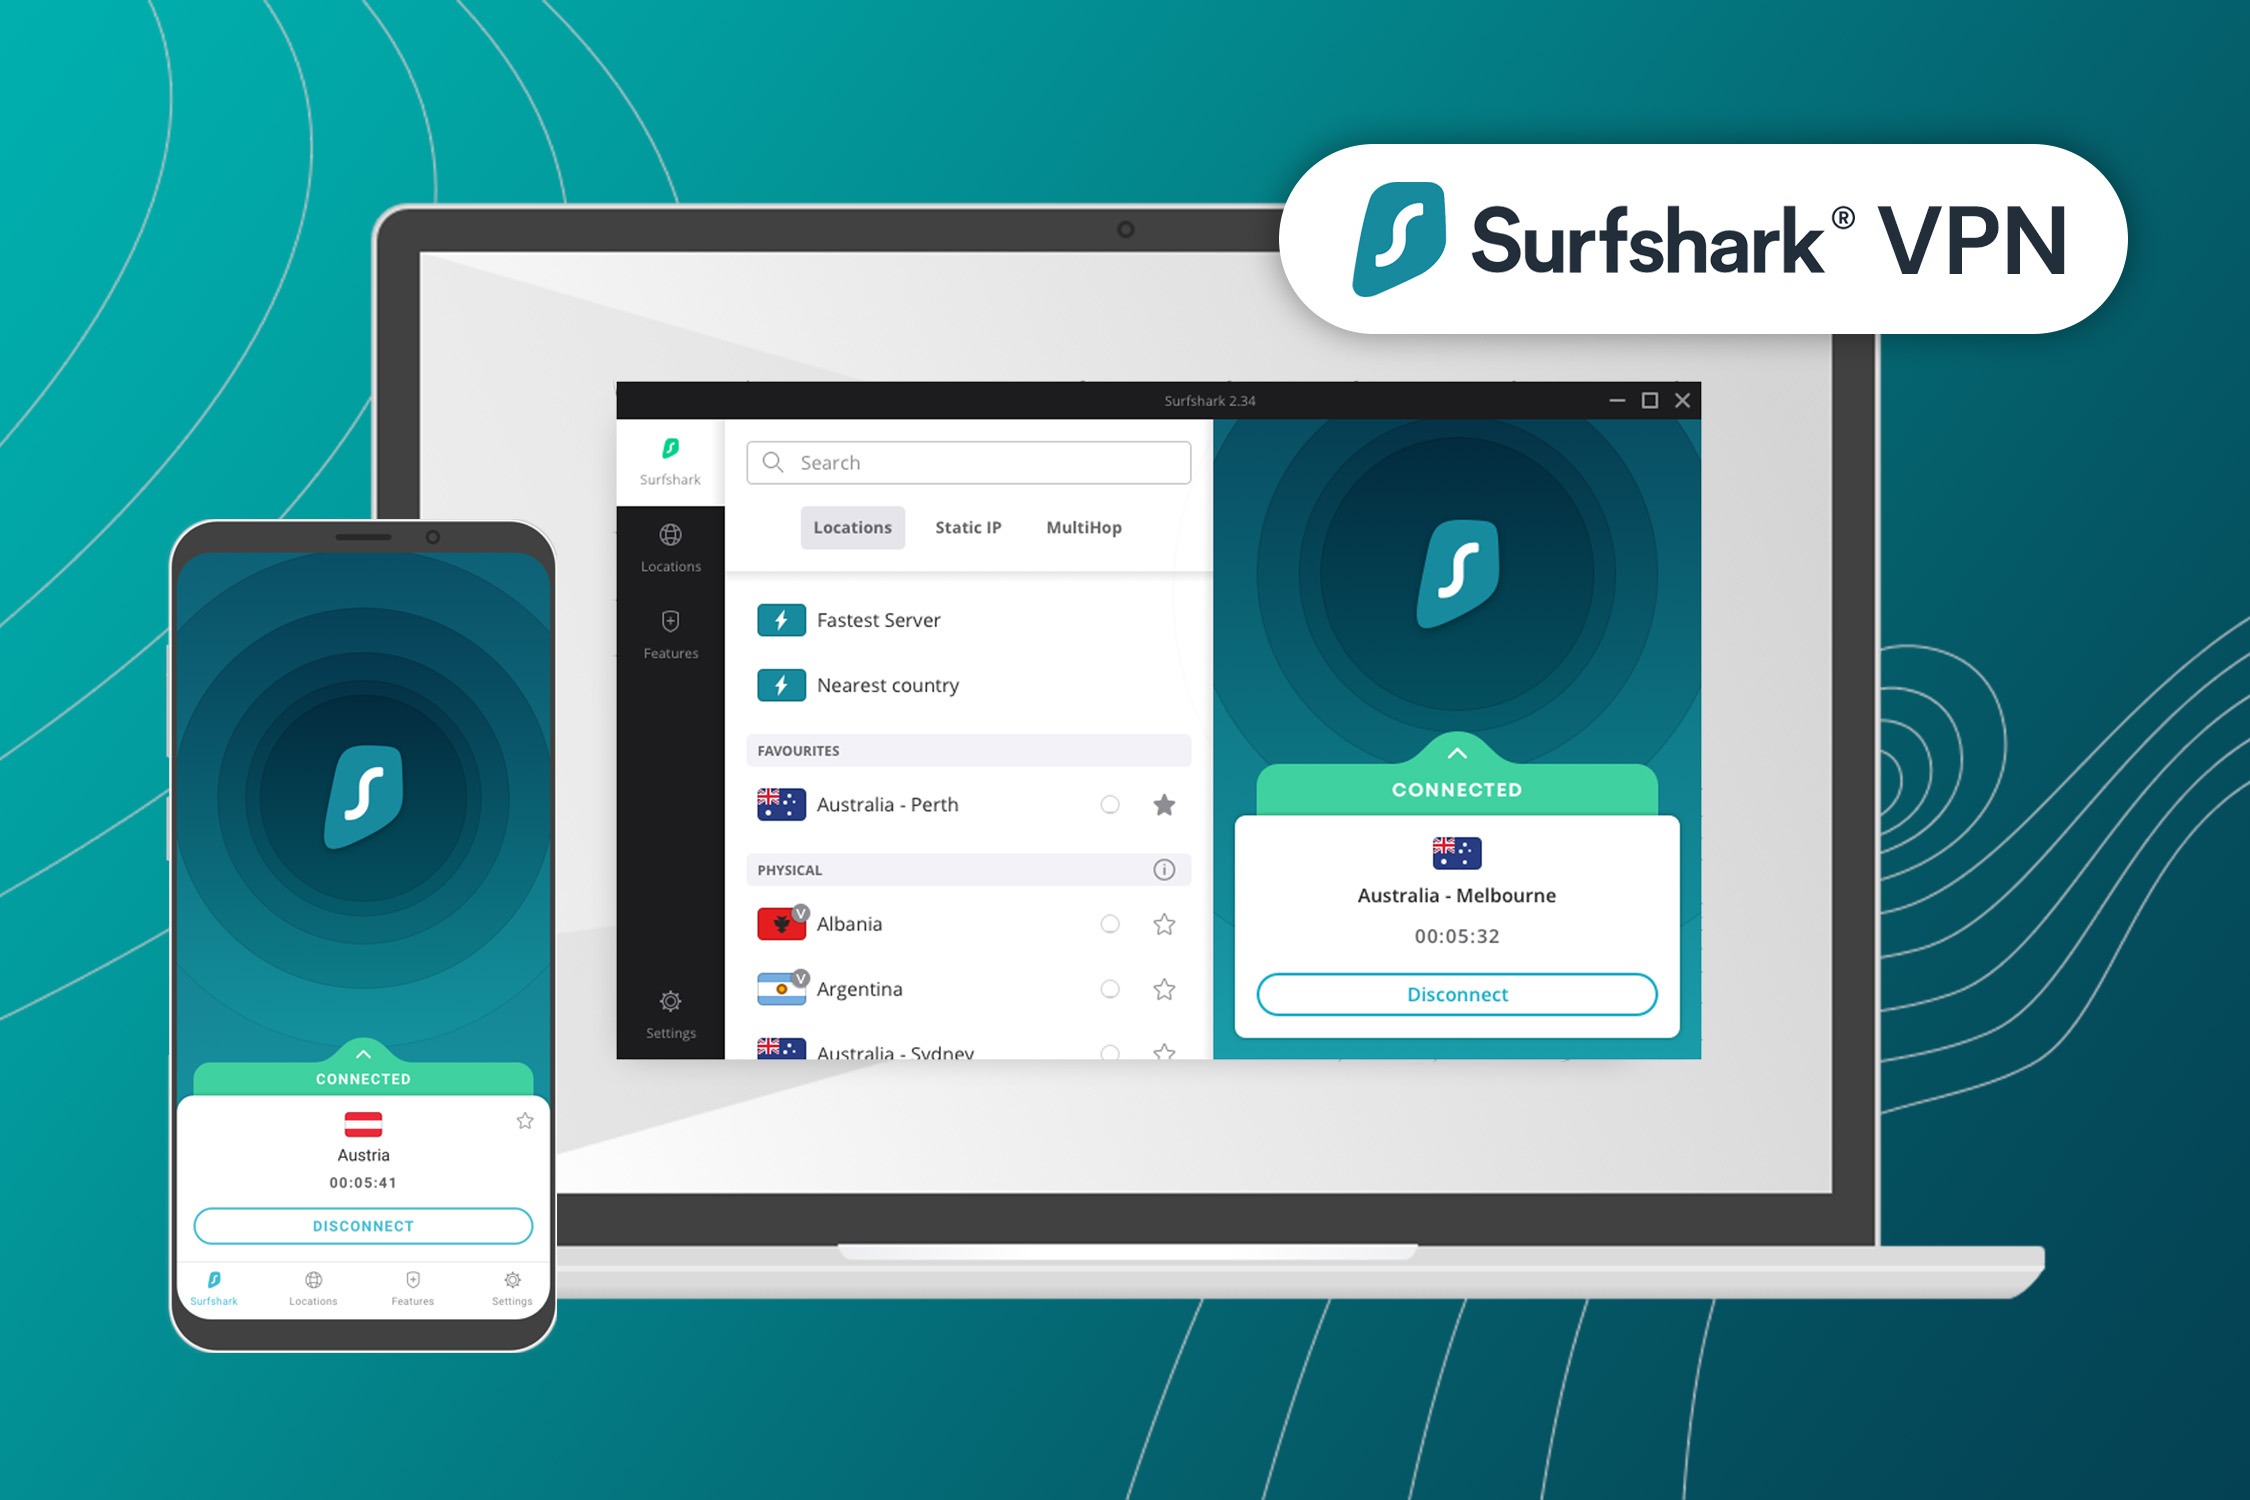 Surfshark® VPN
Surfshark 2.34
Surfshark
Locations
Features
Settings
Search
Locations Static IP MultiHop
Fastest Server
Nearest country
FAVOURITES
Australia - Perth
PHYSICAL
V
Albania
V
Argentina
Australia - Sydney
CONNECTED
Australia - Melbourne
00:05:32
Disconnect
CONNECTED
Austria
00:05:41
DISCONNECT
Surfshark Locations Features Settings